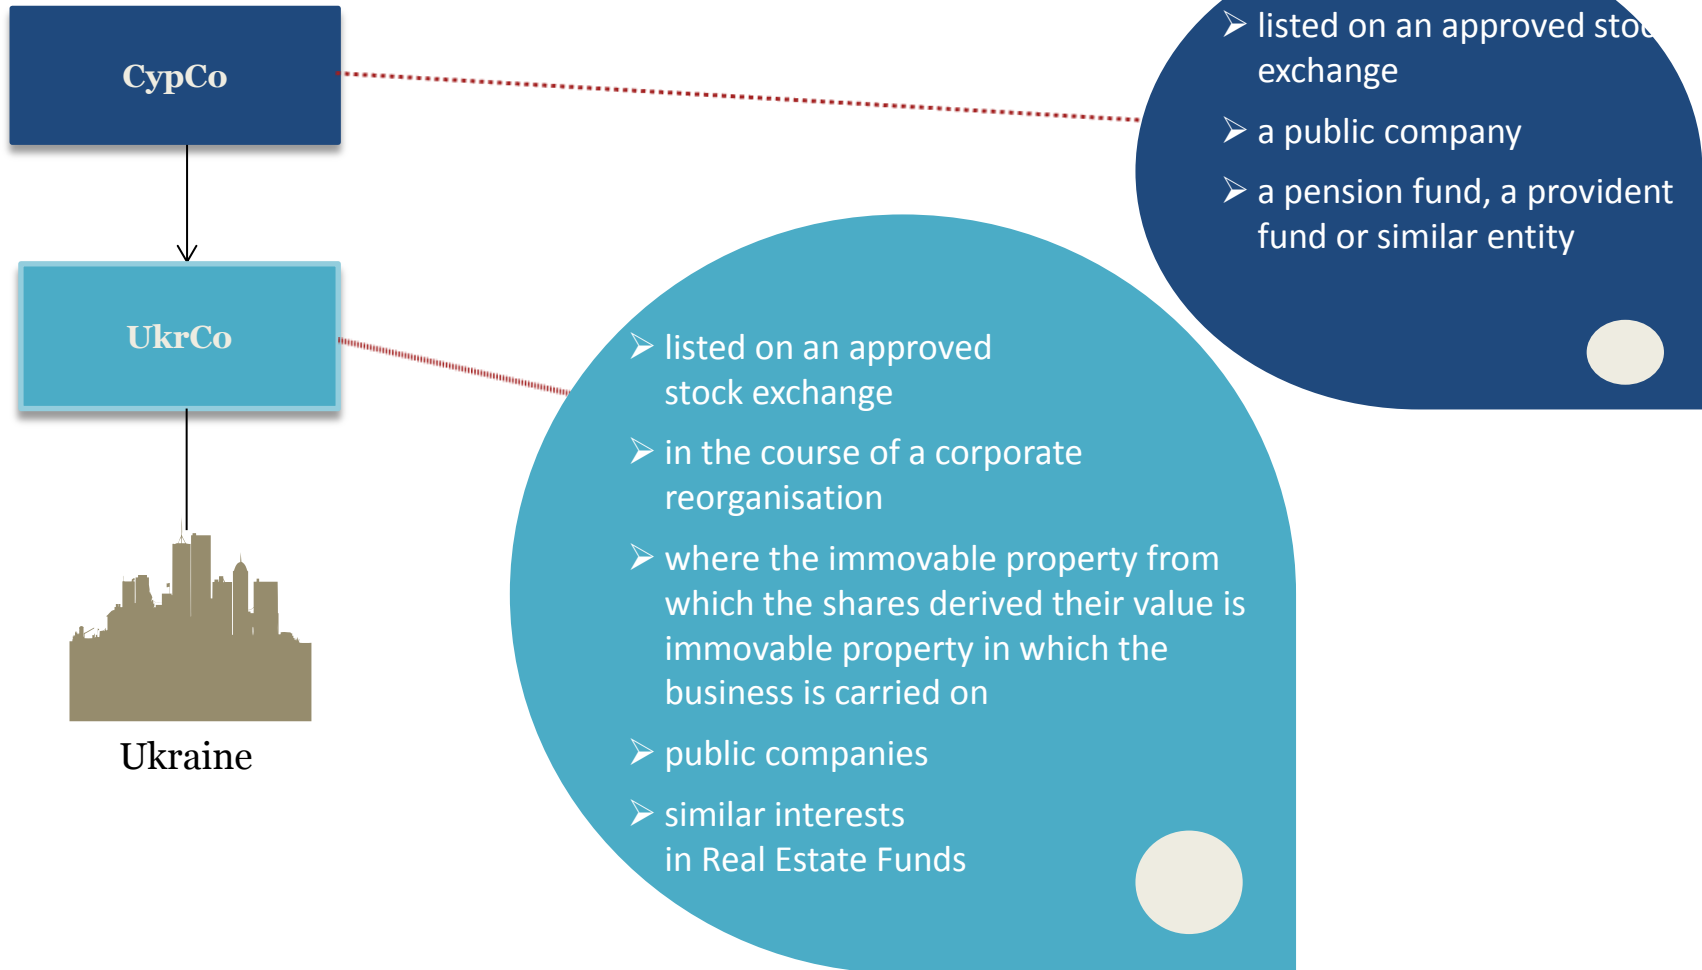 CypCo
➢ listed on an approved
exchange
➢ a public company
➢ a pension fund, a provident
fund or similar entity
UkrCo
➢ listed on an approved
stock exchange
➢ in the course of a corporate
reorganisation
➢ where the immovable property from
which the shares derived their value is
immovable property in which the
business is carried on
➢ public companies
➢ similar interests
in Real Estate Funds
Ukraine